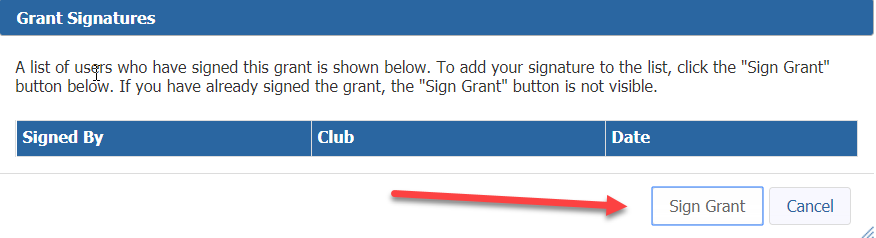 Grant Signatures
A list of users who have signed this grant is shown below. To add your signature to the list, click the "Sign Grant"
button below. If you have already signed the grant, the "Sign Grant" button is not visible.
Signed By Club Date
Sign Grant Cancel